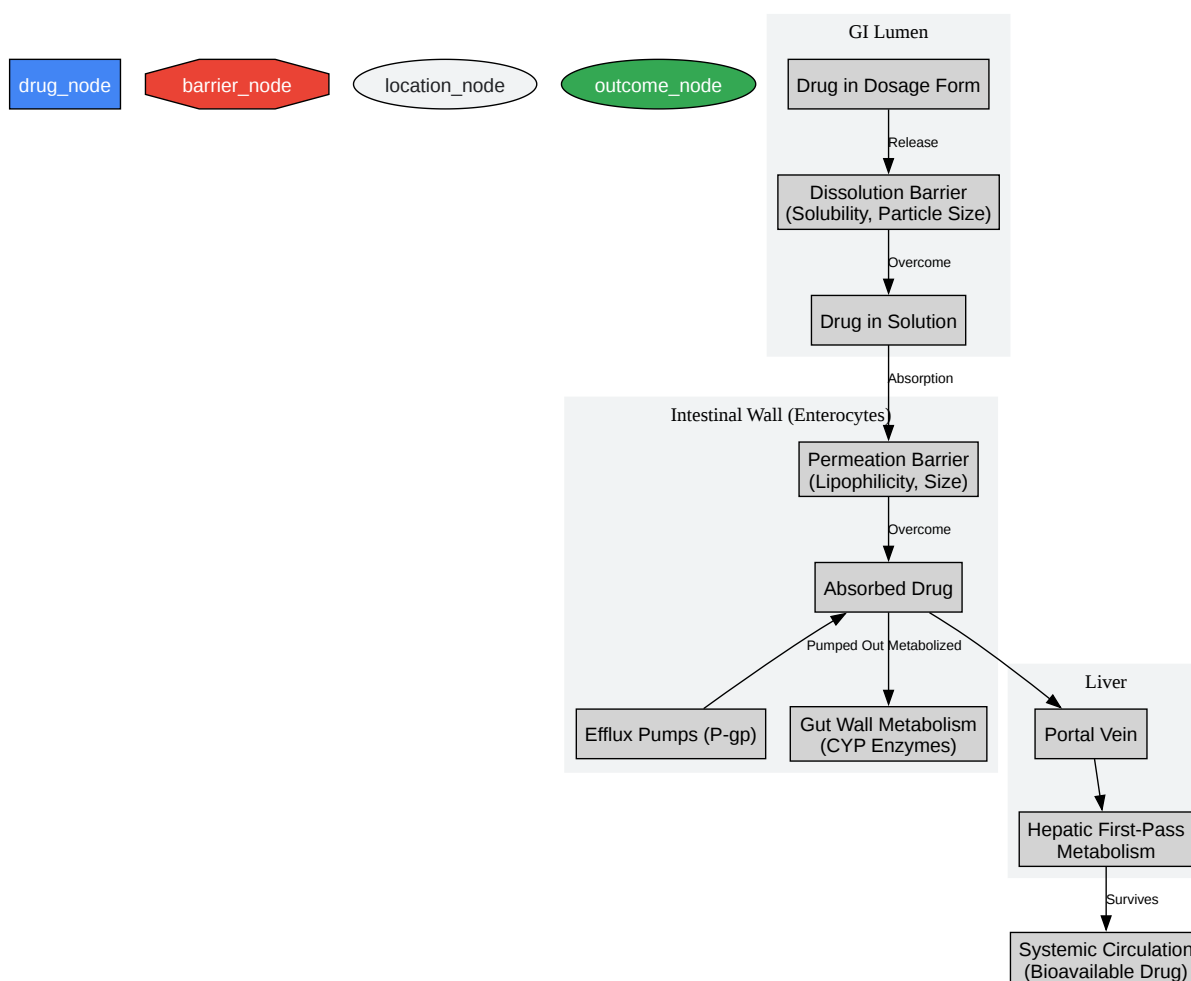 GI Lumen
drug_node
barrier_node
location_node
outcome_node
Drug in Dosage Form
Release
Dissolution Barrier
(Solubility, Particle Size)
Overcome
Drug in Solution
Absorption
Intestinal Wall (Enterocytes)
Permeation Barrier
(Lipophilicity, Size)
Overcome
Absorbed Drug
Pumped Out
Metabolized
Liver
Efflux Pumps (P-gp)
Gut Wall Metabolism
(CYP Enzymes)
Portal Vein
Hepatic First-Pass
Metabolism
Survives
Systemic Circulation
(Bioavailable Drug)